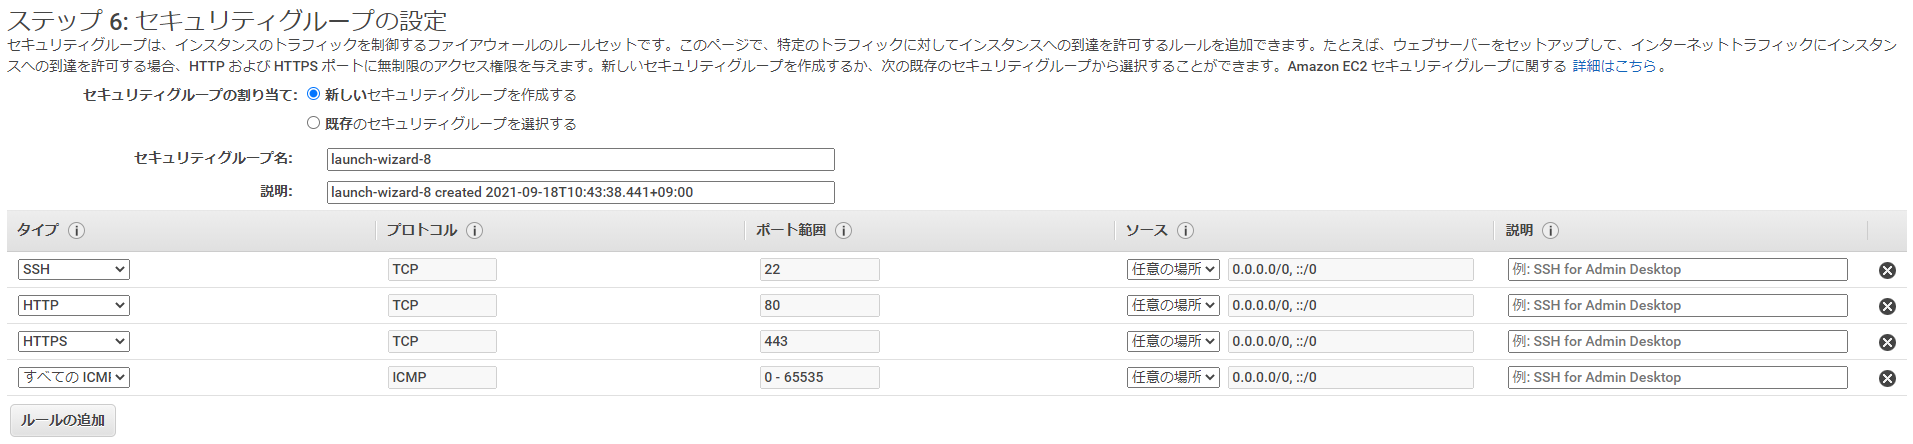 ステップ 6: セキュリティグループの設定
セキュリティグループは、インスタンスのトラフィックを制御するファイアウォールのルールセットです。このページで、特定のトラフィックに対してインスタンスへの到達を許可するルールを追加できます。たとえば、ウェブサーバーをセットアップして、インターネットトラフィックにインスタン
スへの到達を許可する場合、HTTP および HTTPS ポートに無制限のアクセス権限を与えます。新しいセキュリティグループを作成するか、次の既存のセキュリティグループから選択することができます。Amazon EC2 セキュリティグループに関する 詳細はこちら。
セキュリティグループの割り当て: 新しいセキュリティグループを作成する
既存のセキュリティグループを選択する
セキュリティグループ名: launch-wizard-8
説明: launch-wizard-8 created 2021-09-18T10:43:38.441+09:00
タイプ i プロトコル i ポート範囲 i ソース i 説明 i
SSH TCP 22 任意の場所 0.0.0.0/0, ::/0 例: SSH for Admin Desktop
HTTP TCP 80 任意の場所 0.0.0.0/0, ::/0 例: SSH for Admin Desktop
HTTPS TCP 443 任意の場所 0.0.0.0/0, ::/0 例: SSH for Admin Desktop
すべての ICMI ICMP 0 - 65535 任意の場所 0.0.0.0/0, ::/0 例: SSH for Admin Desktop
ルールの追加